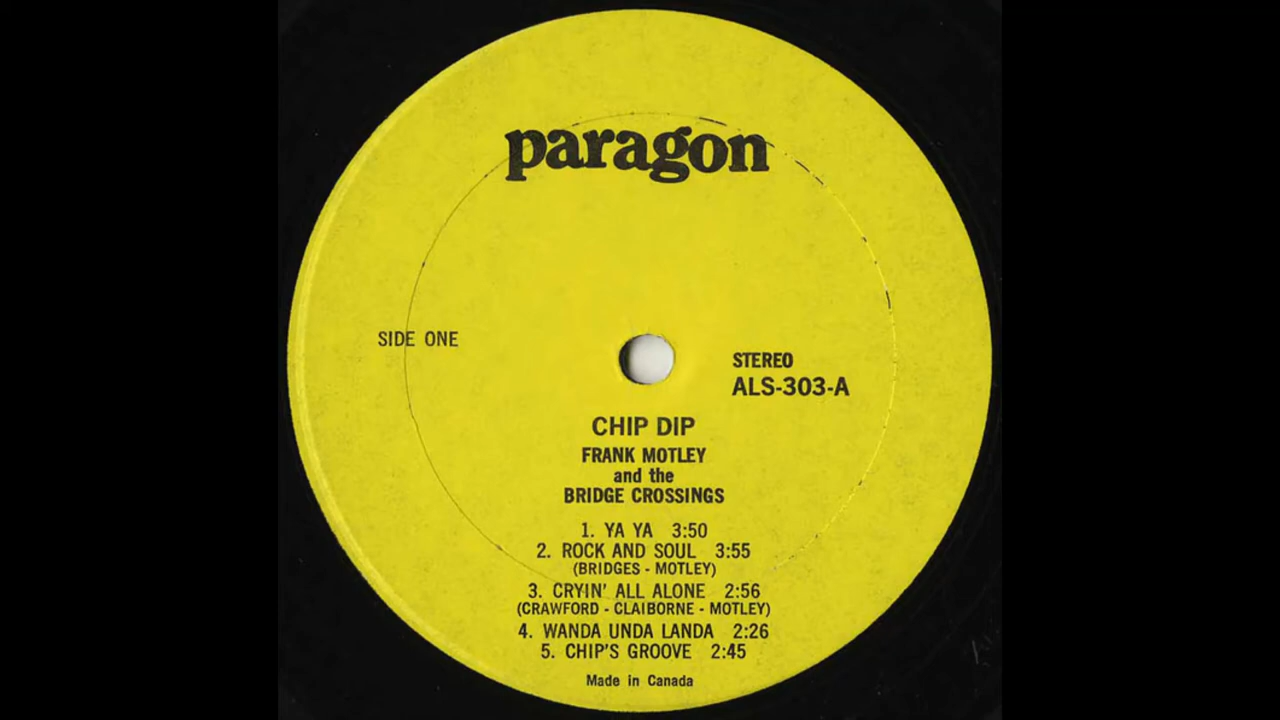 paragon
SIDE ONE
STEREO
ALS-303-A
CHIP DIP
FRANK MOTLEY
and the
BRIDGE CROSSINGS
1. YA YA 3:50
2. ROCK AND SOUL 3:55
(BRIDGES - MOTLEY)
3. CRYIN' ALL ALONE 2:56
(CRAWFORD - CLAIBORNE - MOTLEY)
4. WANDA UNDA LANDA 2:26
5. CHIP'S GROOVE 2:45
Made in Canada